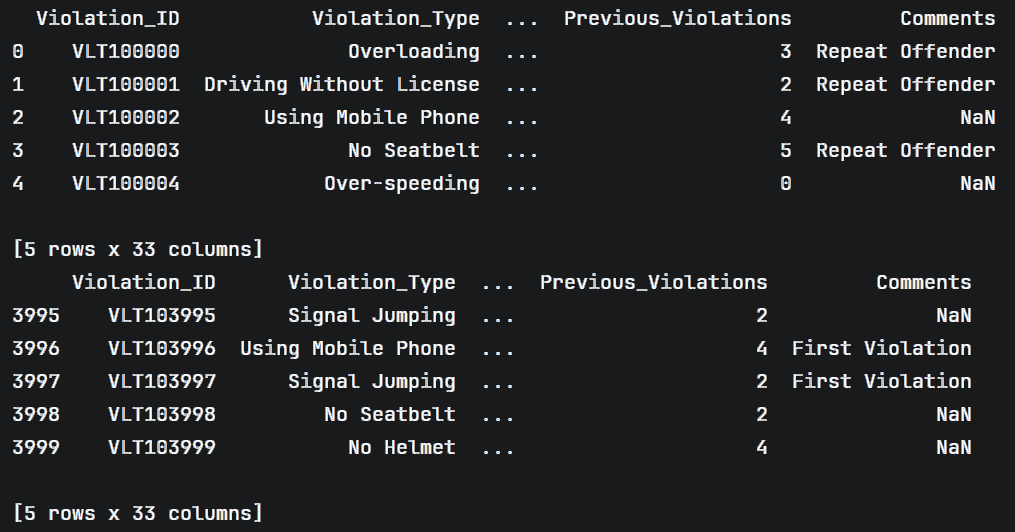 Violation_ID Violation_Type ... Previous_Violations Comments
0 VLT100000 Overloading ... 3 Repeat Offender
1 VLT100001 Driving Without License ... 2 Repeat Offender
2 VLT100002 Using Mobile Phone ... 4 NaN
3 VLT100003 No Seatbelt ... 5 Repeat Offender
4 VLT100004 Over-speeding ... 0 NaN
[5 rows x 33 columns]
Violation_ID Violation_Type ... Previous_Violations Comments
3995 VLT103995 Signal Jumping ... 2 NaN
3996 VLT103996 Using Mobile Phone ... 4 First Violation
3997 VLT103997 Signal Jumping ... 2 First Violation
3998 VLT103998 No Seatbelt ... 2 NaN
3999 VLT103999 No Helmet ... 4 NaN
[5 rows x 33 columns]